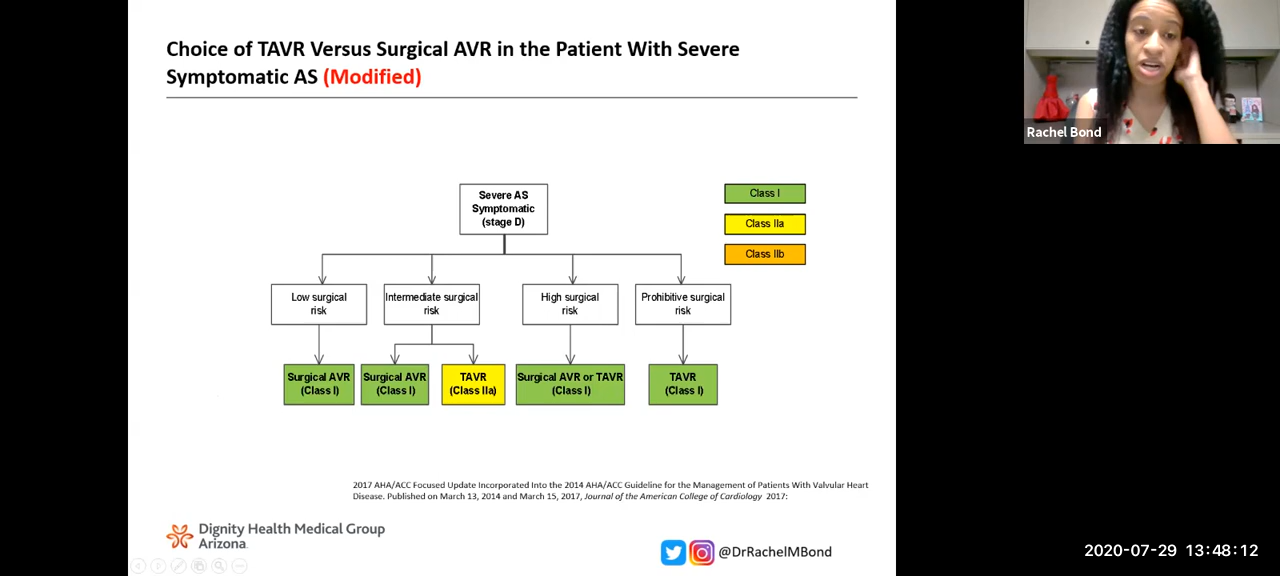 Choice of TAVR Versus Surgical AVR in the Patient With Severe
Symptomatic AS (Modified)
Rachel Bond
Severe AS
Symptomatic
(stage D)
Class I
Class IIa
Class IIb
Low surgical
risk
Intermediate surgical
risk
High surgical
risk
Prohibitive surgical
risk
Surgical AVR
(Class I)
Surgical AVR
(Class I)
TAVR
(Class IIa)
Surgical AVR or TAVR
(Class I)
TAVR
(Class I)
2017 AHA/ACC Focused Update Incorporated Into the 2014 AHA/ACC Guideline for the Management of Patients With Valvular Heart
Disease. Published on March 13, 2014 and March 15, 2017, Journal of the American College of Cardiology 2017:
Dignity Health Medical Group
Arizona.
@DrRachelMBond
2020-07-29 13:48:12